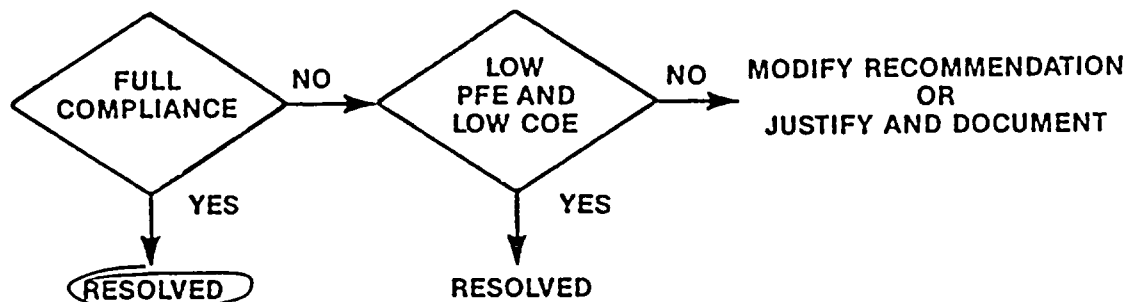 FULL
COMPLIANCE
NO
LOW
PFE AND
LOW COE
NO
MODIFY RECOMMENDATION
OR
JUSTIFY AND DOCUMENT
YES
YES
RESOLVED
RESOLVED